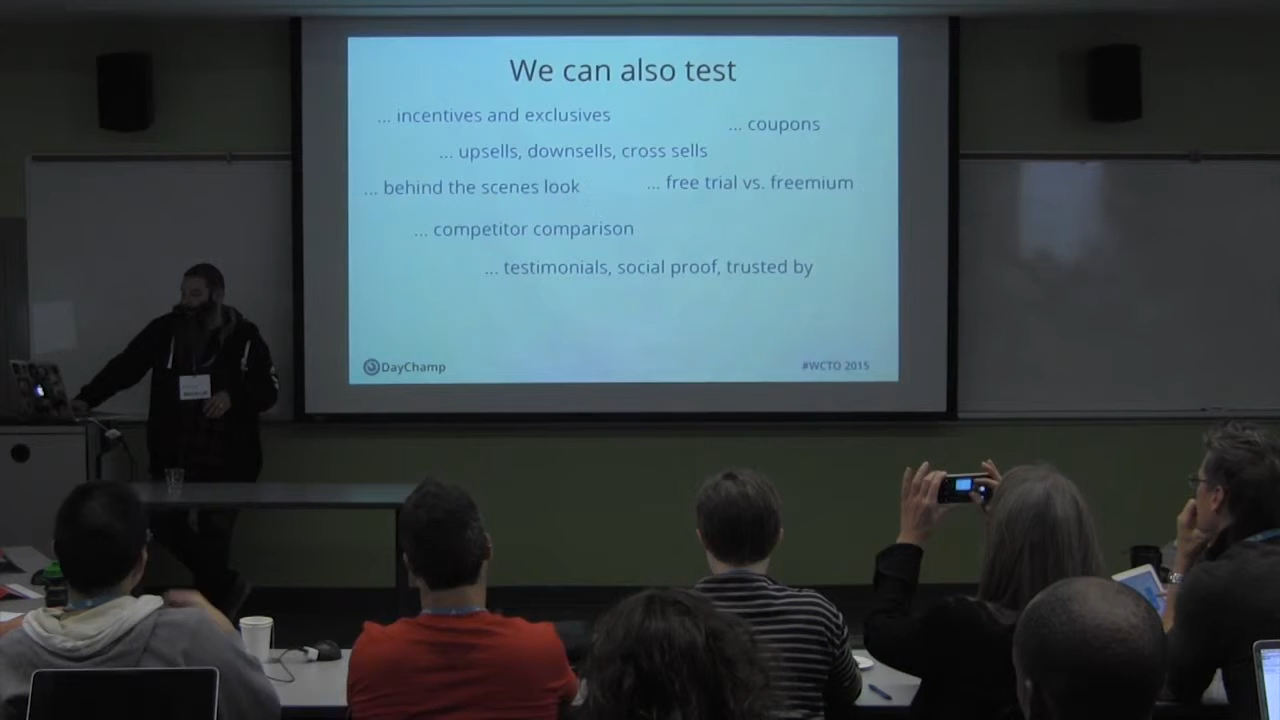 We can also test
... incentives and exclusives
... coupons
... upsells, downsells, cross sells
... behind the scenes look
... free trial vs. freemium
... competitor comparison
... testimonials, social proof, trusted by
DayChamp
#WCTO 2015